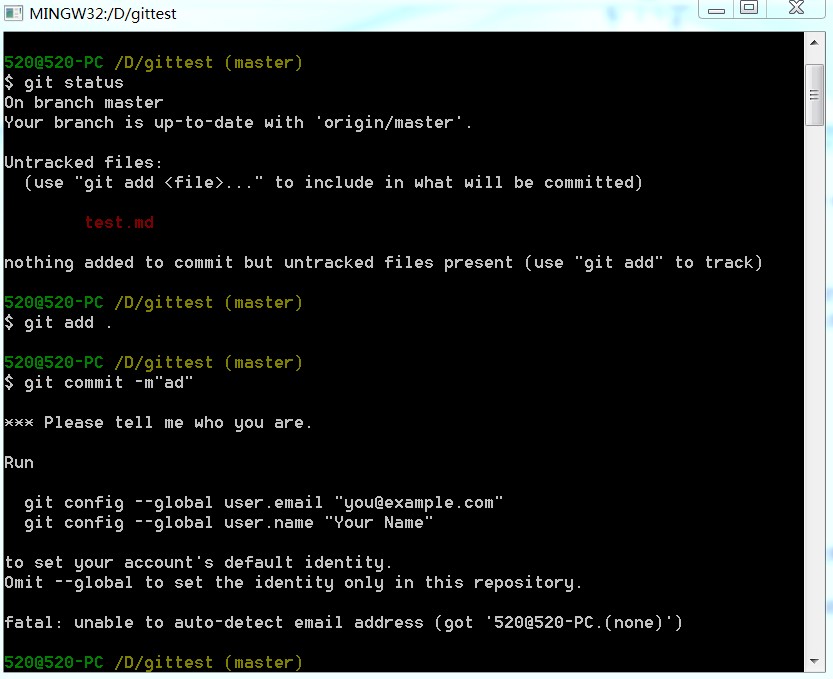 MINGW32:/D/gittest
520@520-PC /D/gittest (master)
$ git status
On branch master
Your branch is up-to-date with 'origin/master'.
Untracked files:
(use "git add <file>..." to include in what will be committed)
test.md
nothing added to commit but untracked files present (use "git add" to track)
520@520-PC /D/gittest (master)
$ git add .
520@520-PC /D/gittest (master)
$ git commit -m"ad"
*** Please tell me who you are.
Run
git config --global user.email "you@example.com"
git config --global user.name "Your Name"
to set your account's default identity.
Omit --global to set the identity only in this repository.
fatal: unable to auto-detect email address (got '520@520-PC.(none)')
520@520-PC /D/gittest (master)